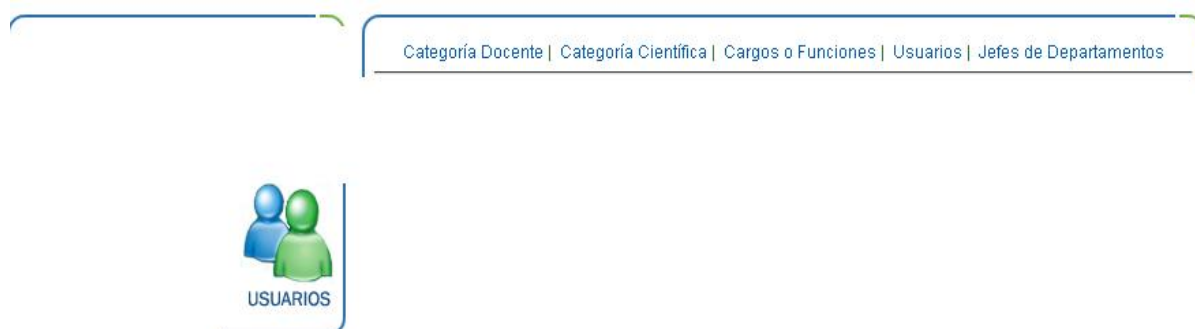 Categoría Docente | Categoría Científica | Cargos o Funciones | Usuarios | Jefes de Departamentos
USUARIOS